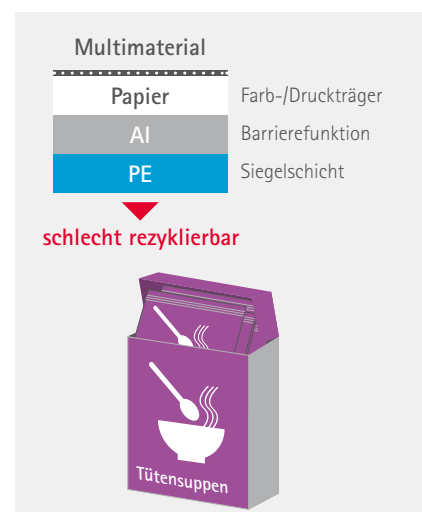 Multimaterial
Papier Farb-/Druckträger
Al Barrierefunktion
PE Siegelschicht
schlecht rezyklierbar
Tütensuppen